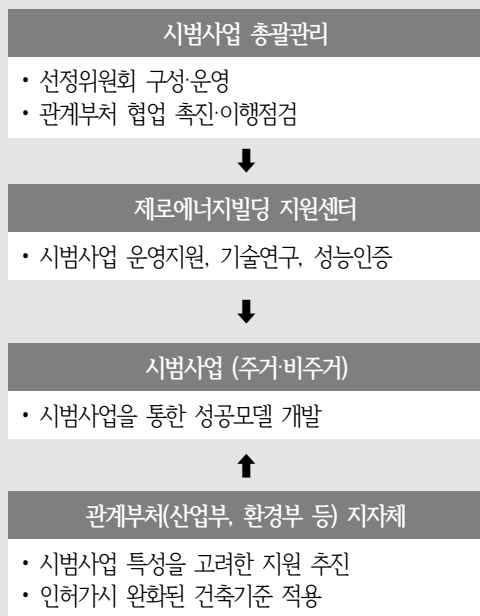 시범사업 총괄관리
• 선정위원회 구성·운영
• 관계부처 협업 촉진·이행점검
제로에너지빌딩 지원센터
• 시범사업 운영지원, 기술연구, 성능인증
시범사업 (주거·비주거)
• 시범사업을 통한 성공모델 개발
관계부처(산업부, 환경부 등) 지자체
• 시범사업 특성을 고려한 지원 추진
• 인허가시 완화된 건축기준 적용